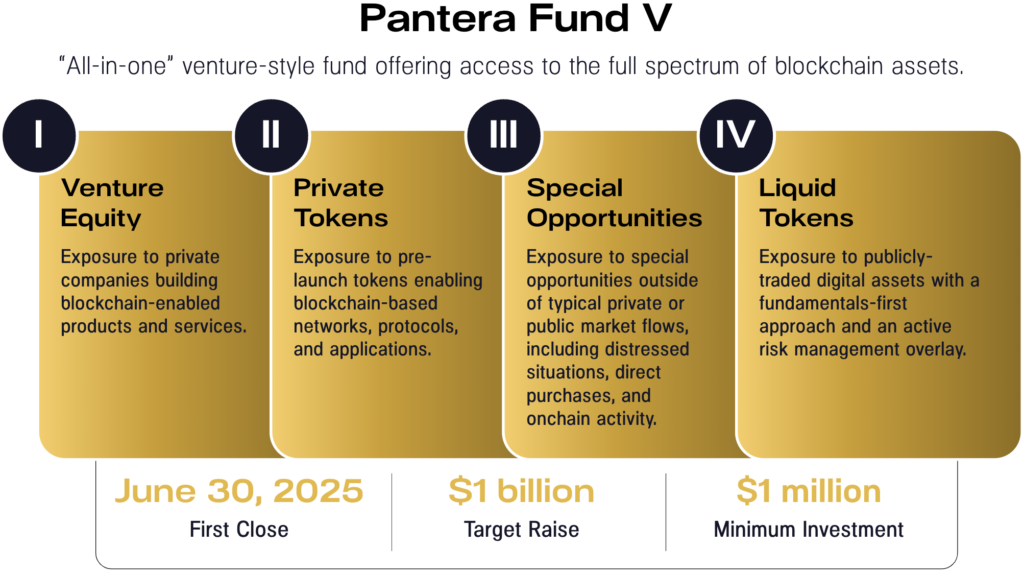 Pantera Fund V
“All-in-one” venture-style fund offering access to the full spectrum of blockchain assets.
I
Venture
Equity
Exposure to private
companies building
blockchain-enabled
products and services.
II
Private
Tokens
Exposure to pre-
launch tokens enabling
blockchain-based
networks, protocols,
and applications.
III
Special
Opportunities
Exposure to special
opportunities outside
of typical private or
public market flows,
including distressed
situations, direct
purchases, and
onchain activity.
IV
Liquid
Tokens
Exposure to publicly-
traded digital assets with a
fundamentals-first
approach and an active
risk management overlay.
June 30, 2025
First Close
$1 billion
Target Raise
$1 million
Minimum Investment